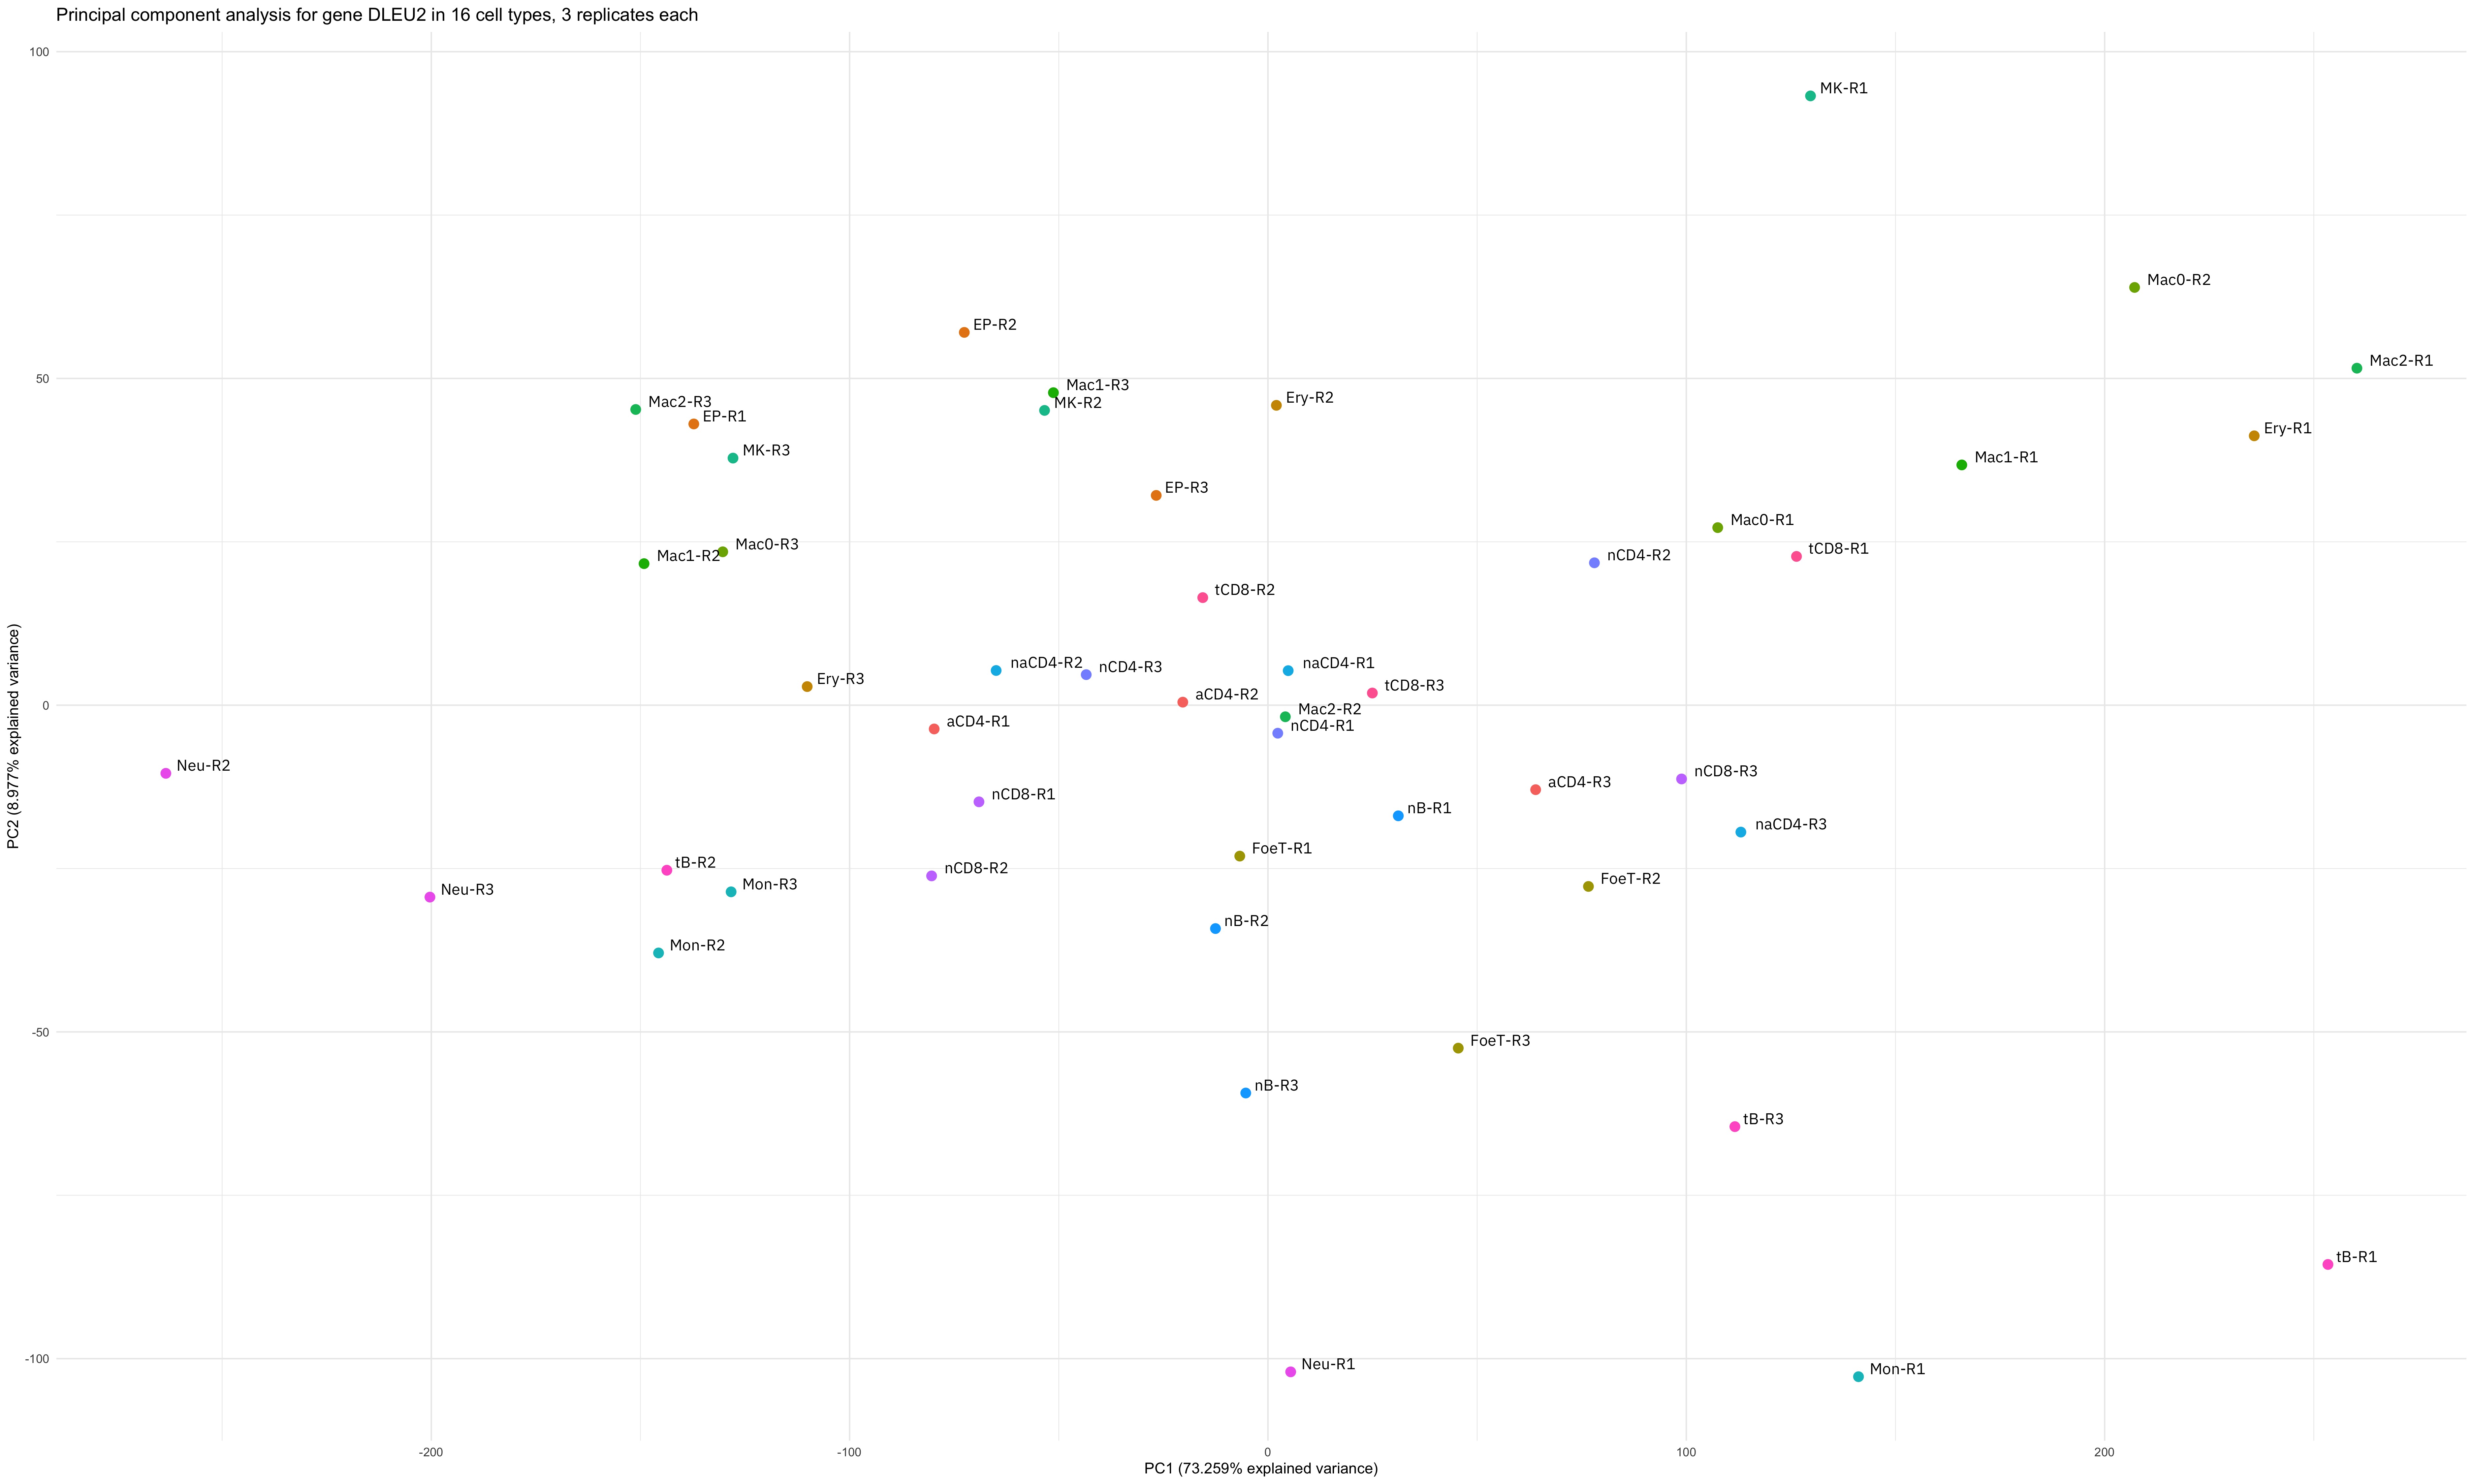 Principal component analysis for gene DLEU2 in 16 cell types, 3 replicates each
100
MK-R1
Mac0-R2
EP-R2
Mac2-R1
50
Mac1-R3
Mac2-R3
MK-R2
Ery-R2
EP-R1
Ery-R1
MK-R3
Mac1-R1
EP-R3
Mac0-R1
Mac0-R3
tCD8-R1
Mac1-R2
nCD4-R2
tCD8-R2
naCD4-R2
nCD4-R3
naCD4-R1
Ery-R3
tCD8-R3
aCD4-R2
0
Mac2-R2
aCD4-R1
nCD4-R1
Neu-R2
nCD8-R3
aCD4-R3
nCD8-R1
nB-R1
naCD4-R3
FoeT-R1
tB-R2
nCD8-R2
FoeT-R2
Mon-R3
Neu-R3
nB-R2
Mon-R2
-50
FoeT-R3
nB-R3
tB-R3
tB-R1
-100
Neu-R1
Mon-R1
PC2 (8.977% explained variance)
-200
-100
0
100
200
PC1 (73.259% explained variance)